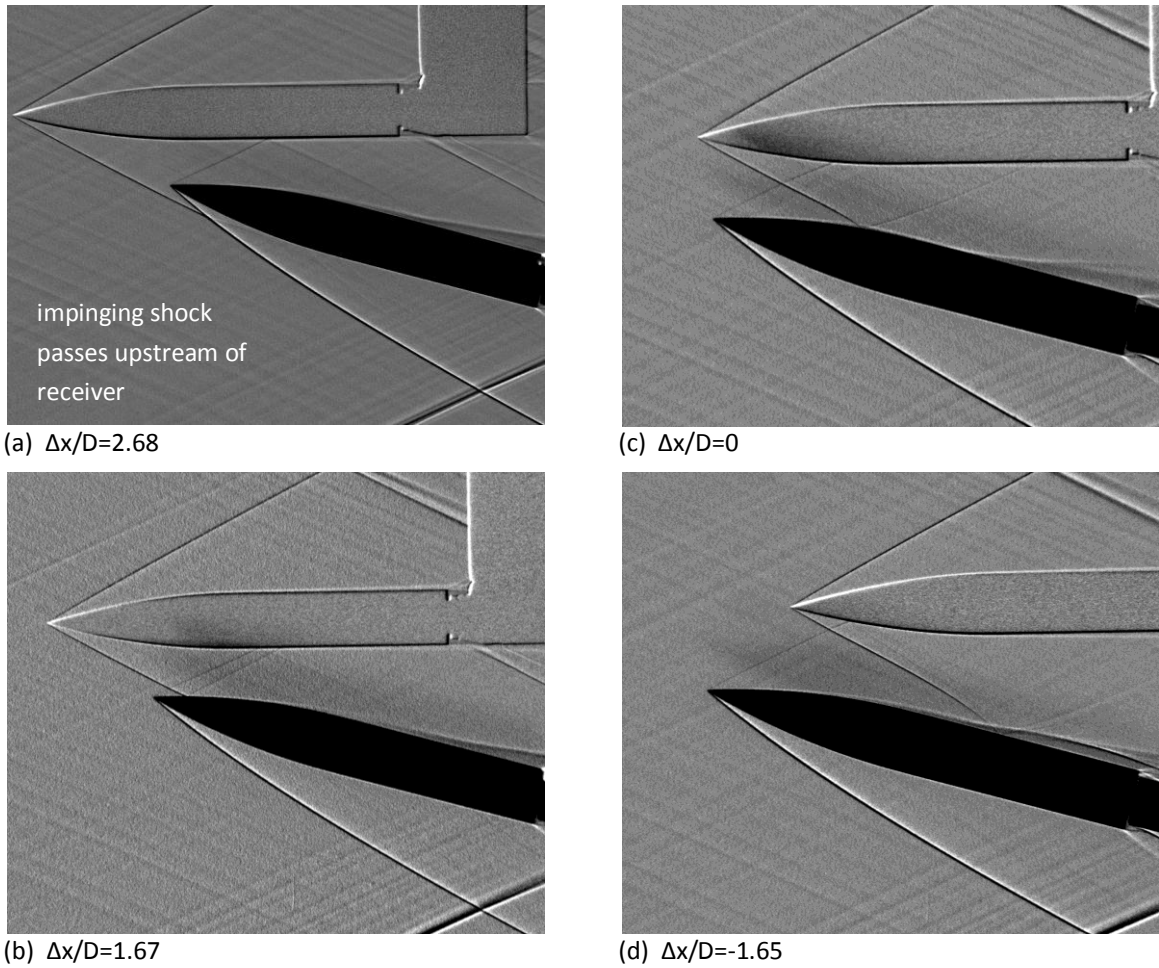 impinging shock
passes upstream of
receiver
(a) Δx/D=2.68
(c) Δx/D=0
(b) Δx/D=1.67
(d) Δx/D=-1.65